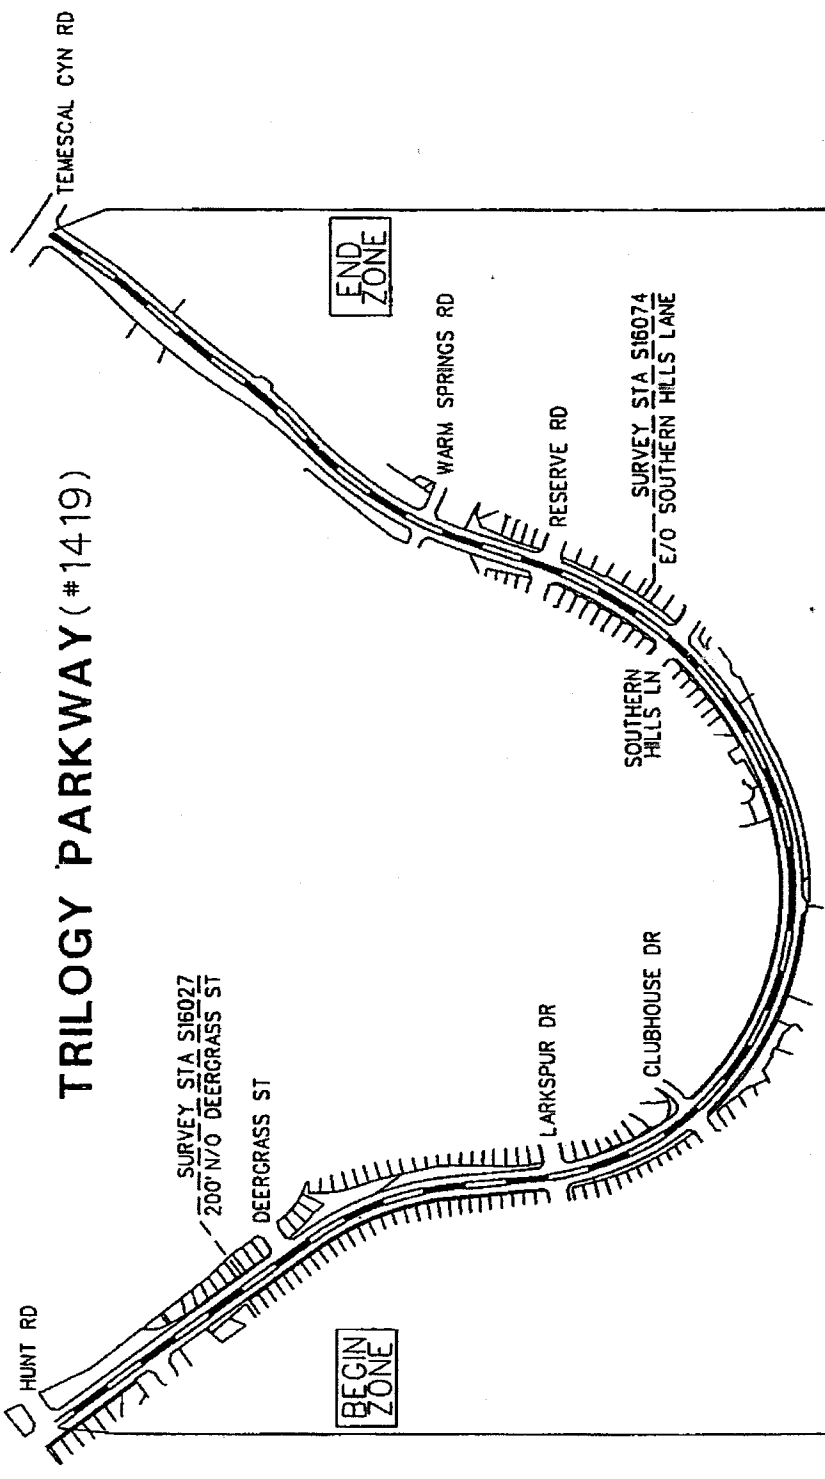 TRILOGY PARKWAY (#1419)
HUNT RD
SURVEY STA S16027
200' N/O DEERGRASS ST
DEERGRASS ST
BEGIN
ZONE
LARKSPUR DR
CLUBHOUSE DR
SOUTHERN
HILLS LN
SURVEY STA S16074
E/O SOUTHERN HILLS LANE
RESERVE RD
WARM SPRINGS RD
END
ZONE
TEMESCAL CYN RD